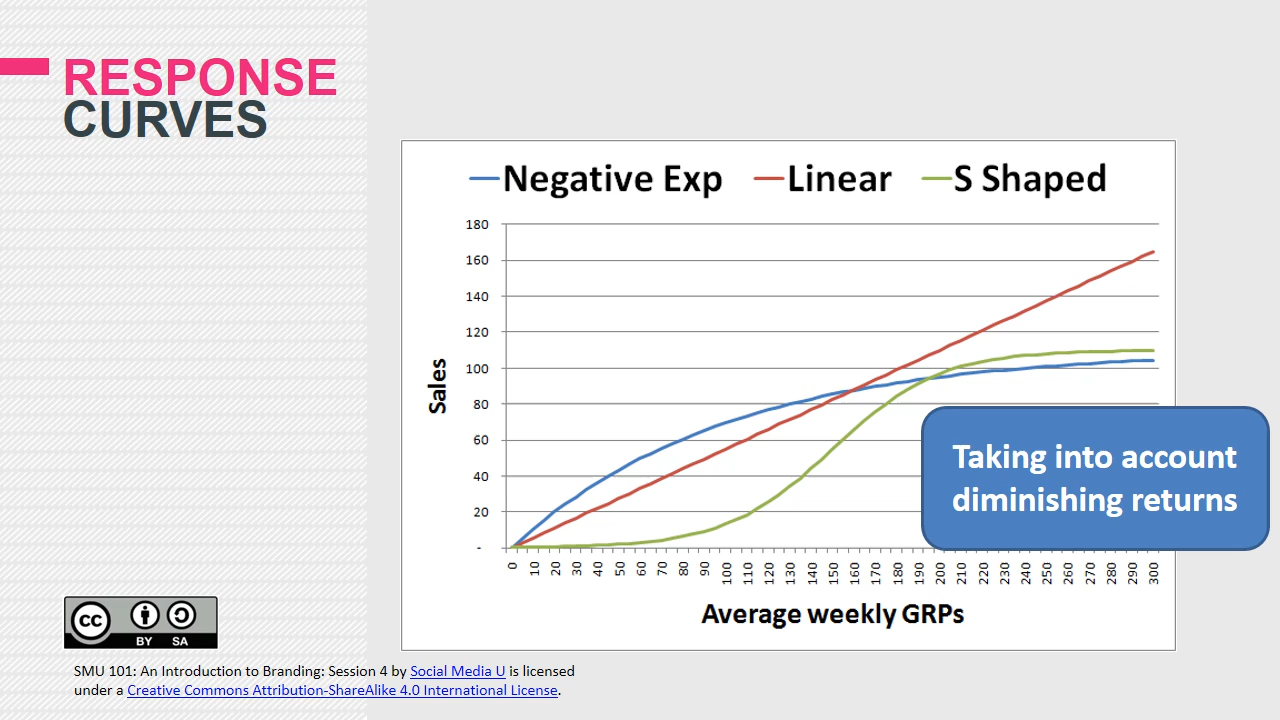 RESPONSE
CURVES
Negative Exp Linear S Shaped
180
160
140
120
100
80
60
40
20
-
Sales
0 10 20 30 40 50 60 70 80 90 100 110 120 130 140 150 160 170 180 190 200 210 220 230 240 250 260 270 280 290 300
Average weekly GRPs
Taking into account
diminishing returns
cc
BY SA
SMU 101: An Introduction to Branding: Session 4 by Social Media U is licensed
under a Creative Commons Attribution-ShareAlike 4.0 International License.